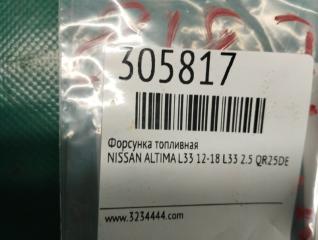 305817
Форсунка топливная
NISSAN ALTIMA L33 12-18 L33 2.5 QR25DE
www.3234444.com